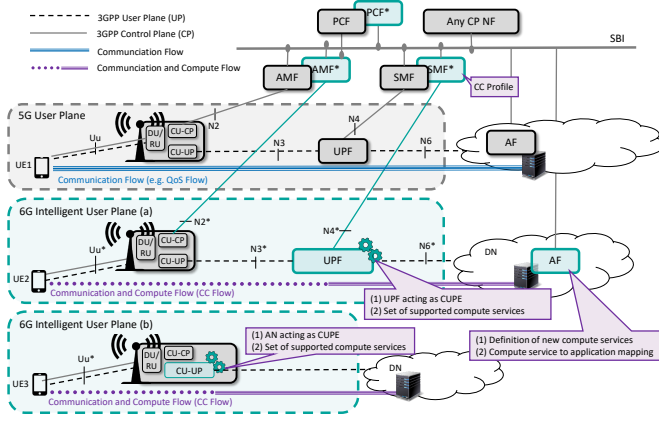 3GPP User Plane (UP)
3GPP Control Plane (CP)
Communciation Flow
Communciation and Compute Flow
PCF
PCF*
Any CP NF
SBI
AMF
AMF*
SMF
SMF*
CC Profile
5G User Plane
N2
N4
Uu
DU/
RU
CU-CP
CU-UP
N3
UPF
N6
AF
UE1
Communication Flow (e.g. QoS Flow)
6G Intelligent User Plane (a)
N2*
N4*
Uu*
DU/
RU
CU-CP
CU-UP
N3*
UPF
N6*
DN
AF
UE2
Communication and Compute Flow (CC Flow)
(1) UPF acting as CUPE
(2) Set of supported compute services
6G Intelligent User Plane (b)
(1) AN acting as CUPE
(2) Set of supported compute services
(1) Definition of new compute services
(2) Compute service to application mapping
Uu*
DU/
RU
CU-CP
CU-UP
DN
UE3
Communication and Compute Flow (CC Flow)